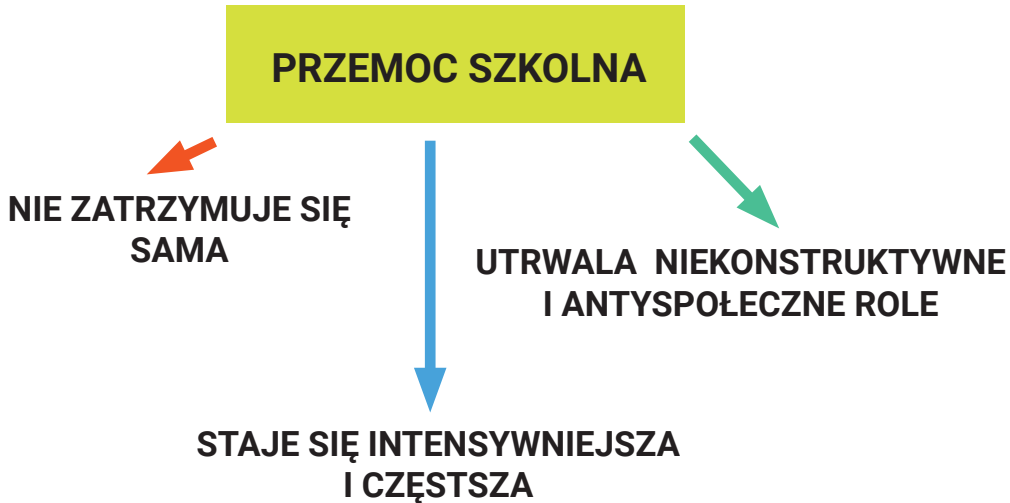 PRZEMOC SZKOLNA
NIE ZATRZYMUJE SIĘ
SAMA
UTRWALA NIEKONSTRUKTYWNE
I ANTYSPOŁECZNE ROLE
STAJE SIĘ INTENSYWNIEJSZA
I CZĘSTSZA